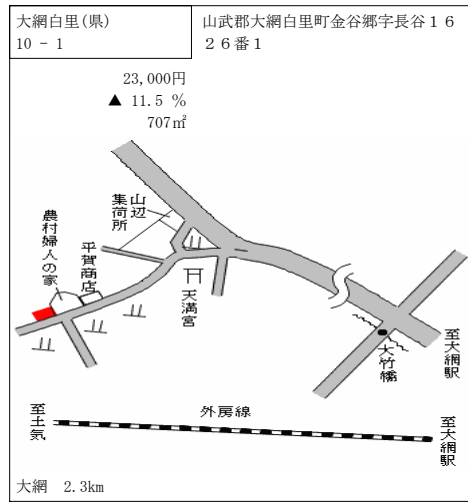 大網白里(県)
10 - 1
山武郡大網白里町金谷郷字長谷１６
２６番１
23,000円
▲ 11.5 %
707㎡
山辺
集荷所
農村婦人の家
平賀商店
天満宮
大竹橋
至大網駅
外房線
至土気
至大網駅
大網 2.3km